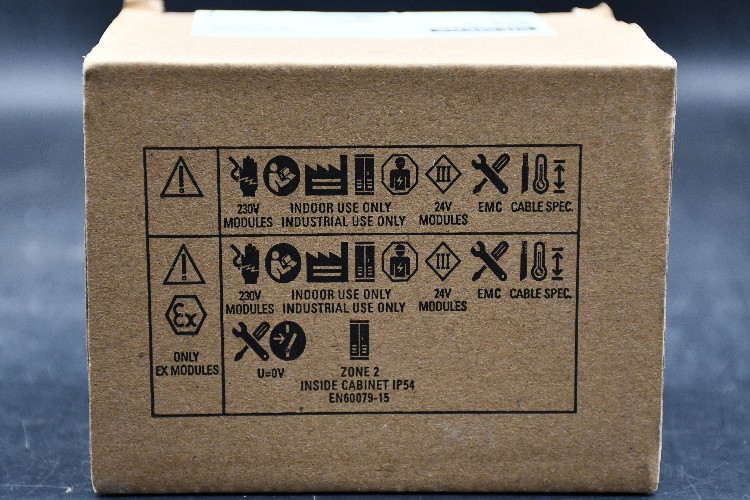 III
230V MODULES
INDOOR USE ONLY
INDUSTRIAL USE ONLY
24V MODULES
EMC
CABLE SPEC.
III
230V MODULES
INDOOR USE ONLY
INDUSTRIAL USE ONLY
24V MODULES
EMC
CABLE SPEC.
Ex
ONLY
EX MODULES
U=0V
ZONE 2
INSIDE CABINET IP54
EN60079-15